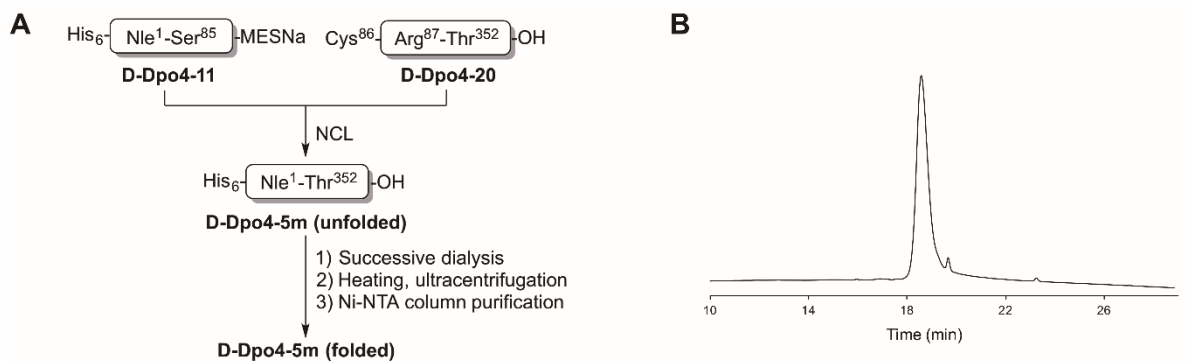 A
His6- Nle1-Ser85 -MESNa Cys86- Arg87-Thr352 -OH
D-Dpo4-11 D-Dpo4-20
NCL
His6- Nle1-Thr352 -OH
D-Dpo4-5m (unfolded)
1) Successive dialysis
2) Heating, ultracentrifugation
3) Ni-NTA column purification
D-Dpo4-5m (folded)
B
10 14 18 22 26
Time (min)